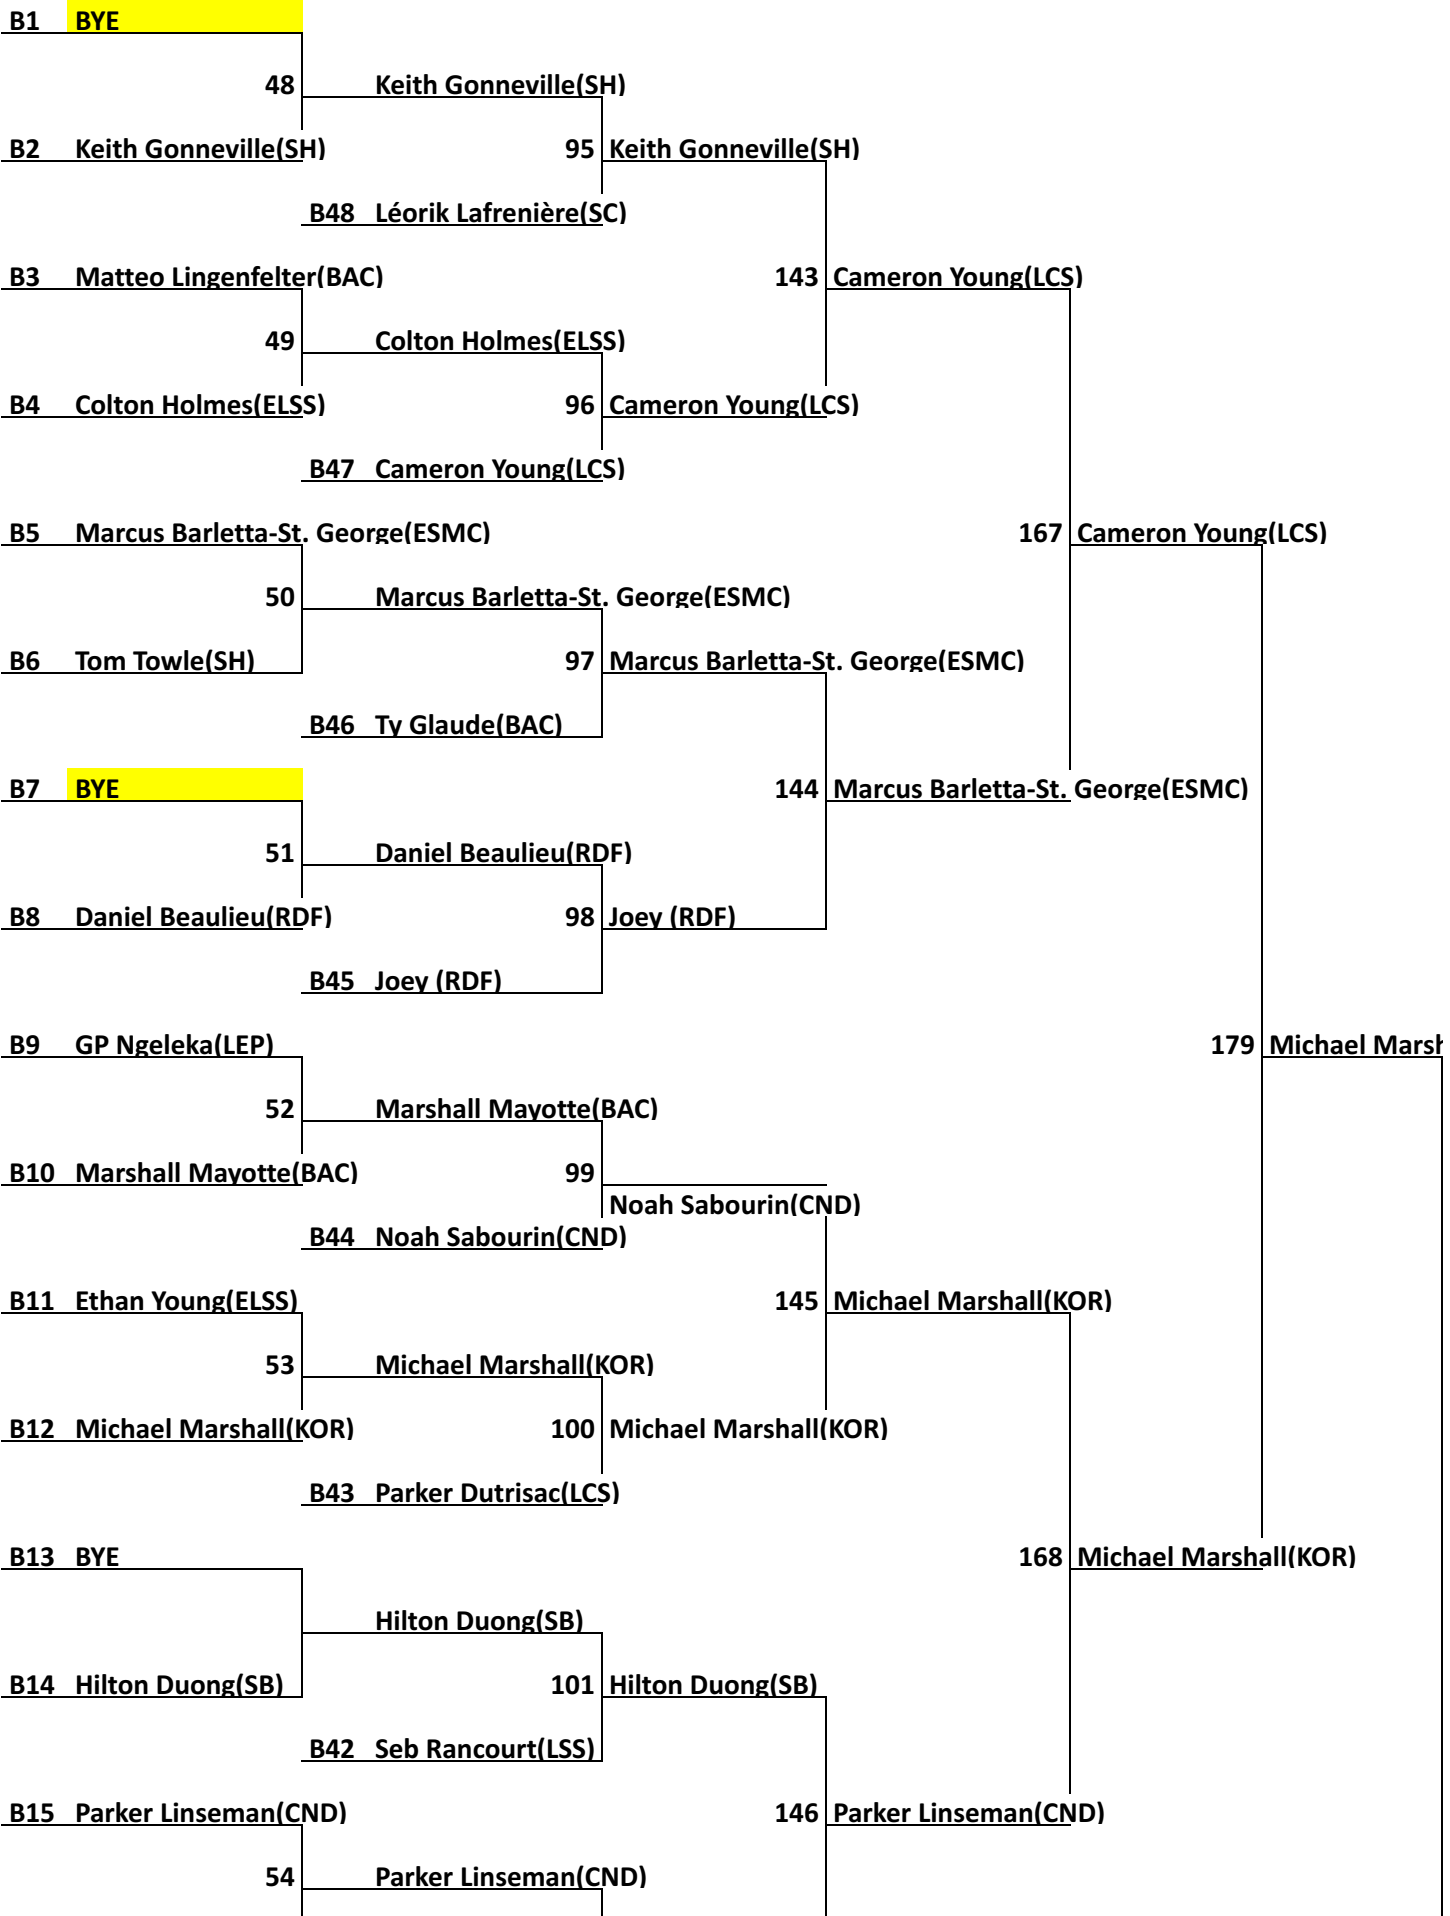 B1 BYE
48 Keith Gonneville(SH)
B2 Keith Gonneville(SH) 95 Keith Gonneville(SH)
B48 Léorik Lafrenière(SC)
B3 Matteo Lingenfelter(BAC) 143 Cameron Young(LCS)
49 Colton Holmes(ELSS)
B4 Colton Holmes(ELSS) 96 Cameron Young(LCS)
B47 Cameron Young(LCS)
B5 Marcus Barletta-St. George(ESMC) 167 Cameron Young(LCS)
50 Marcus Barletta-St. George(ESMC)
B6 Tom Towle(SH) 97 Marcus Barletta-St. George(ESMC)
B46 Ty Glaude(BAC)
B7 BYE 144 Marcus Barletta-St. George(ESMC)
51 Daniel Beaulieu(RDF)
B8 Daniel Beaulieu(RDF) 98 Joey (RDF)
B45 Joey (RDF)
B9 GP Ngeleka(LEP) 179 Michael Marsh
52 Marshall Mayotte(BAC)
B10 Marshall Mayotte(BAC) 99
Noah Sabourin(CND)
B44 Noah Sabourin(CND)
B11 Ethan Young(ELSS) 145 Michael Marshall(KOR)
53 Michael Marshall(KOR)
B12 Michael Marshall(KOR) 100 Michael Marshall(KOR)
B43 Parker Dutrisac(LCS)
B13 BYE 168 Michael Marshall(KOR)
Hilton Duong(SB)
B14 Hilton Duong(SB) 101 Hilton Duong(SB)
B42 Seb Rancourt(LSS)
B15 Parker Linseman(CND) 146 Parker Linseman(CND)
54 Parker Linseman(CND)